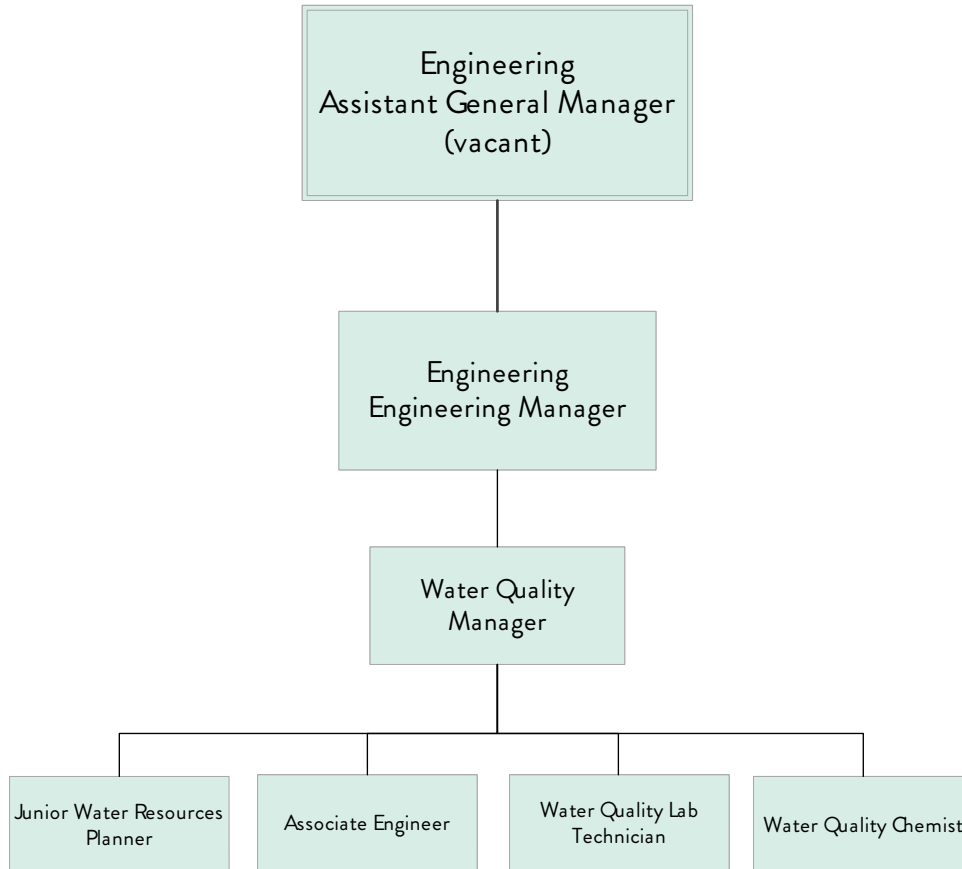 Engineering
Assistant General Manager
(vacant)
Engineering
Engineering Manager
Water Quality
Manager
Junior Water Resources
Planner
Associate Engineer
Water Quality Lab
Technician
Water Quality Chemist